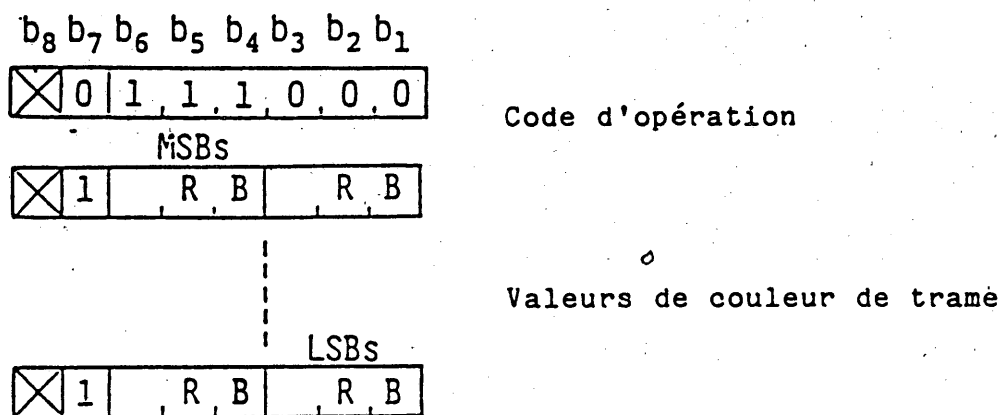 b8 b7 b6 b5 b4 b3 b2 b1
0 1 1 1 0 0 0
Code d'opération
MSBs
1 R B R B
Valeurs de couleur de trame
LSBs
1 R B R B